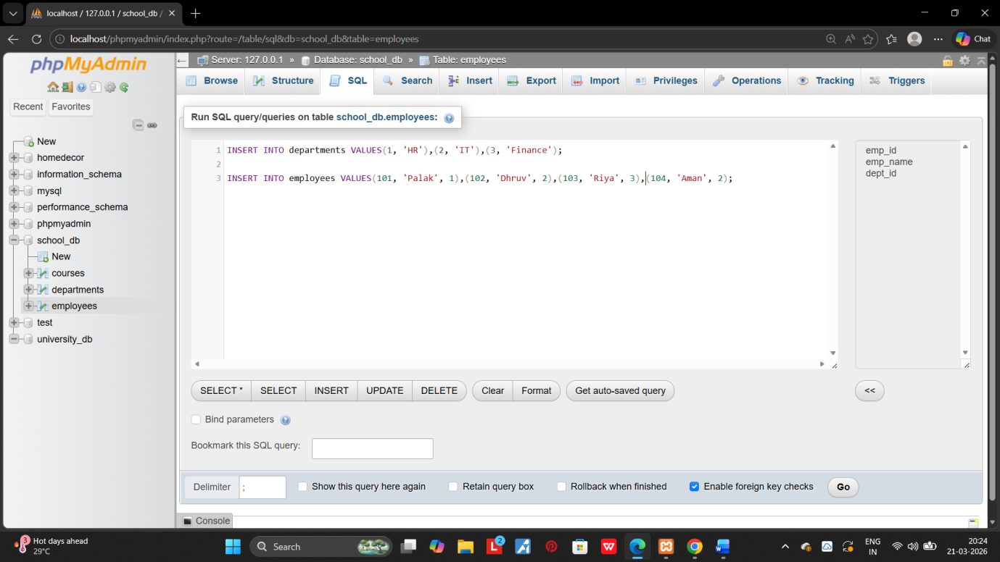 localhost / 127.0.0.1 / school_db /
localhost/phpmyadmin/index.php?route=/table/sql&db=school_db&table=employees
Chat
phpMyAdmin
Recent Favorites
New
homedecor
information_schema
mysql
performance_schema
phpmyadmin
school_db
New
courses
departments
employees
test
university_db
Server: 127.0.0.1 » Database: school_db » Table: employees
Browse Structure SQL Search Insert Export Import Privileges Operations Tracking Triggers
Run SQL query/queries on table school_db.employees:
1 INSERT INTO departments VALUES(1, 'HR'),(2, 'IT'),(3, 'Finance');
2
3 INSERT INTO employees VALUES(101, 'Palak', 1),(102, 'Dhruv', 2),(103, 'Riya', 3),(104, 'Aman', 2);
emp_id
emp_name
dept_id
SELECT * SELECT INSERT UPDATE DELETE Clear Format Get auto-saved query <<
Bind parameters
Bookmark this SQL query:
Delimiter ; Show this query here again Retain query box Rollback when finished Enable foreign key checks Go
Console
3 Hot days ahead
29°C
Search
2
ENG
IN
20:24
21-03-2026